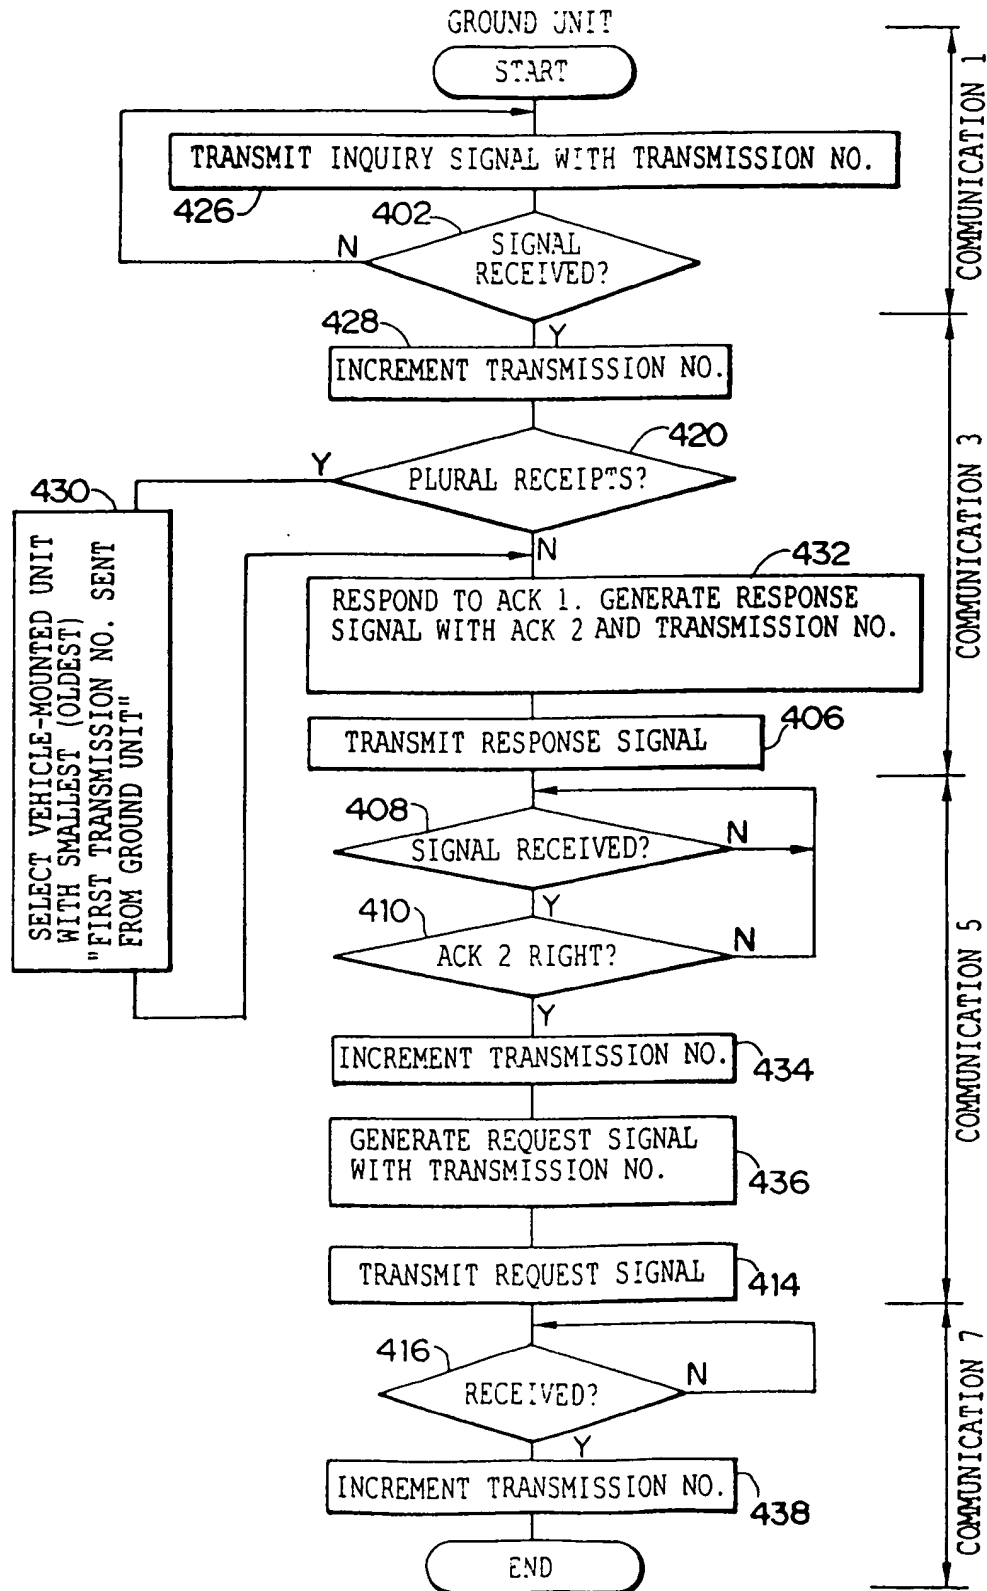 GROUND UNIT
START
TRANSMIT INQUIRY SIGNAL WITH TRANSMISSION NO.
426
402
N
SIGNAL
RECEIVED?
Y
COMMUNICATION 1
428
INCREMENT TRANSMISSION NO.
420
Y
PLURAL RECEIPTS?
N
430
SELECT VEHICLE-MOUNTED UNIT
WITH SMALLEST (OLDEST)
"FIRST TRANSMISSION NO. SENT
FROM GROUND UNIT"
432
RESPOND TO ACK 1. GENERATE RESPONSE
SIGNAL WITH ACK 2 AND TRANSMISSION NO.
406
TRANSMIT RESPONSE SIGNAL
COMMUNICATION 3
408
SIGNAL RECEIVED?
N
Y
410
ACK 2 RIGHT?
N
Y
INCREMENT TRANSMISSION NO.
434
GENERATE REQUEST SIGNAL
WITH TRANSMISSION NO.
436
TRANSMIT REQUEST SIGNAL
414
COMMUNICATION 5
416
RECEIVED?
N
Y
INCREMENT TRANSMISSION NO.
438
END
COMMUNICATION 7